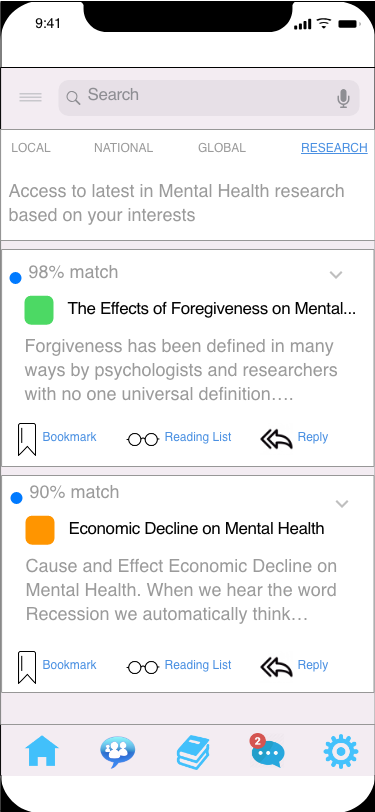 9:41
Search
LOCAL NATIONAL GLOBAL RESEARCH
Access to latest in Mental Health research
based on your interests
98% match
The Effects of Foregiveness on Mental...
Forgiveness has been defined in many
ways by psychologists and researchers
with no one universal definition….
Bookmark Reading List Reply
90% match
Economic Decline on Mental Health
Cause and Effect Economic Decline on
Mental Health. When we hear the word
Recession we automatically think…
Bookmark Reading List Reply
2